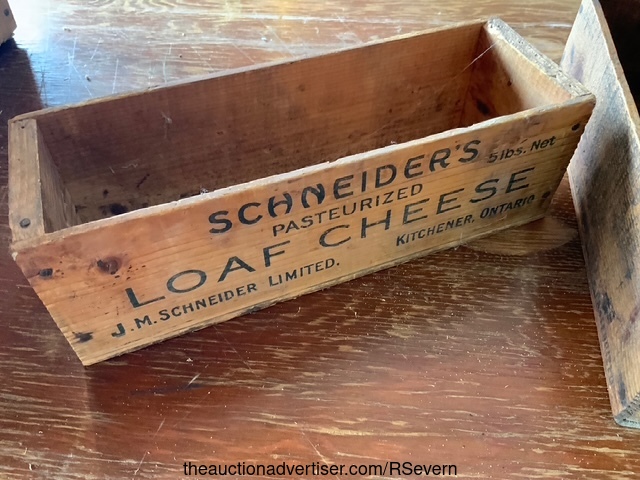 SCHNEIDER'S 5 lbs. Net
PASTEURIZED
LOAF CHEESE
J.M. SCHNEIDER LIMITED. KITCHENER, ONTARIO
theauctionadvertiser.com/RSevern